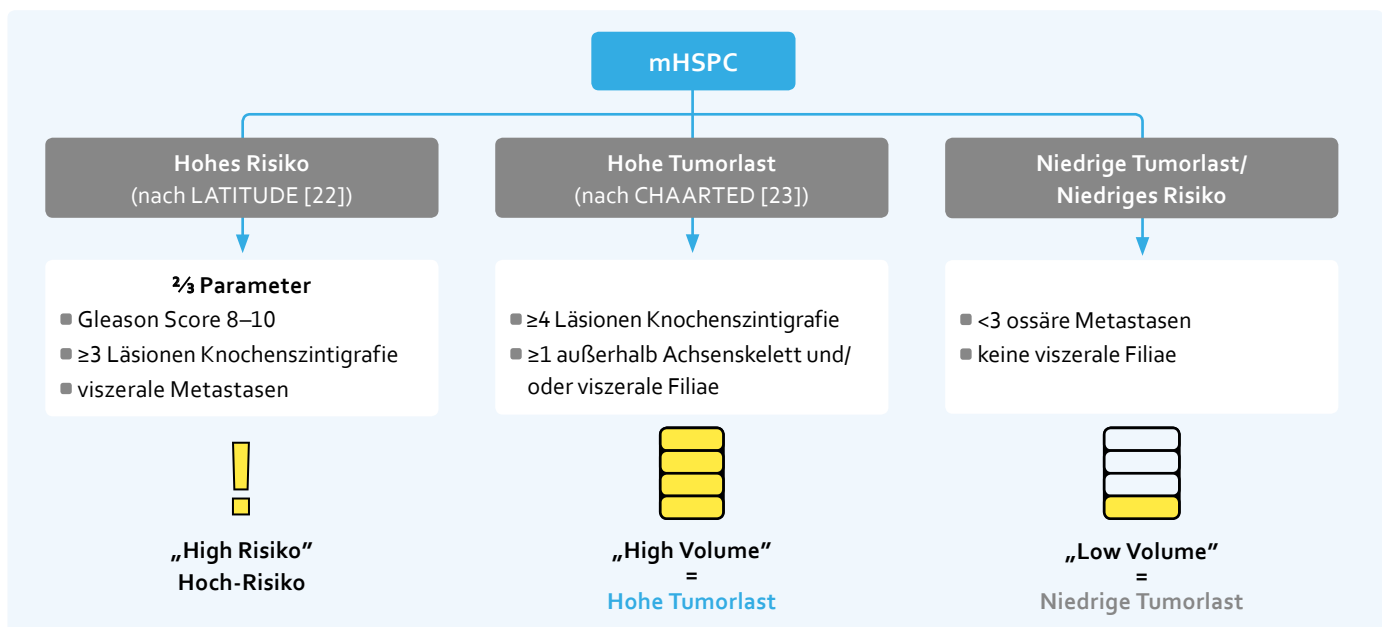 mHSPC
Hohes Risiko
(nach LATITUDE [22])
⅔ Parameter
Gleason Score 8–10
≥3 Läsionen Knochenszintigrafie
viszerale Metastasen
„High Risiko”
Hoch-Risiko
Hohe Tumorlast
(nach CHAARTED [23])
≥4 Läsionen Knochenszintigrafie
≥1 außerhalb Achsenskelett und/
oder viszerale Filiae
„High Volume”
=
Hohe Tumorlast
Niedrige Tumorlast/
Niedriges Risiko
<3 ossäre Metastasen
keine viszerale Filiae
„Low Volume”
=
Niedrige Tumorlast